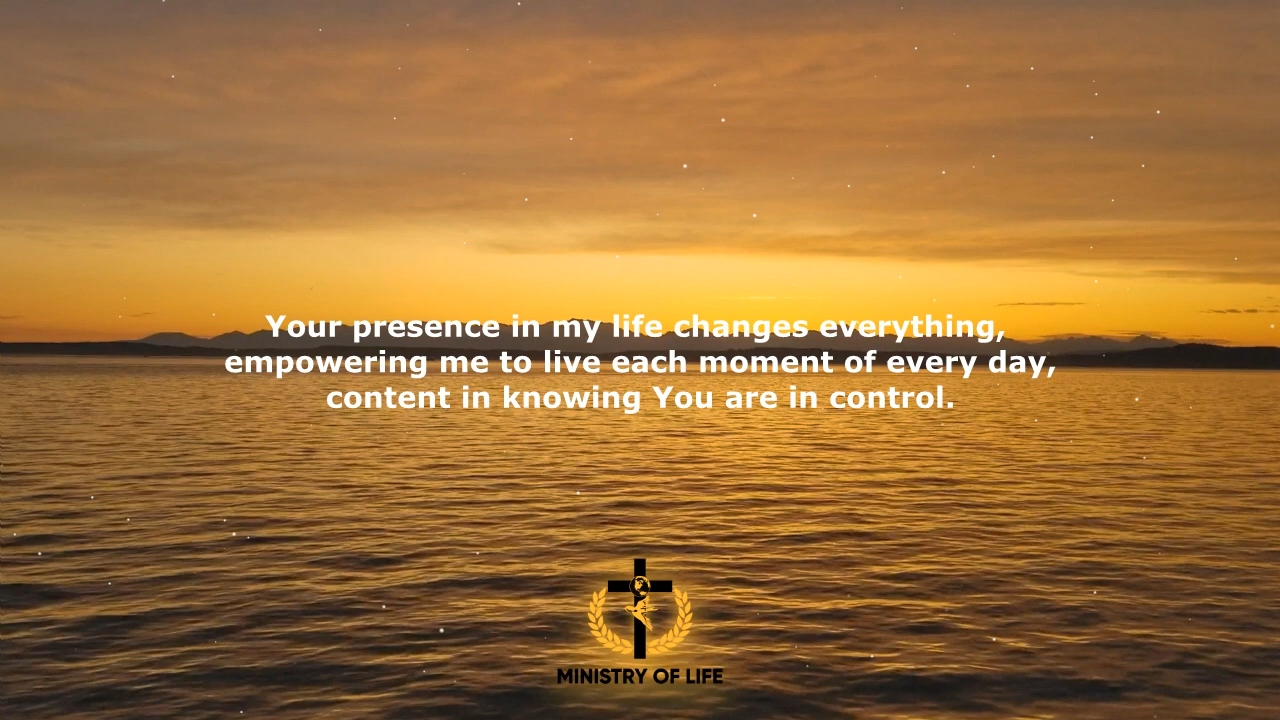 Your presence in my life changes everything,
empowering me to live each moment of every day,
content in knowing You are in control.
MINISTRY OF LIFE